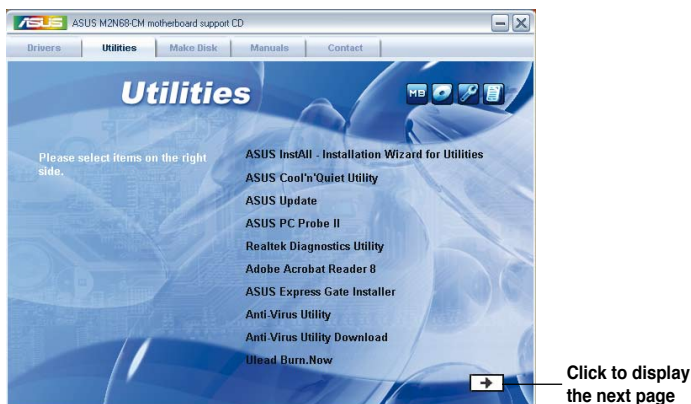 ASUS ASUS M2N68-CM motherboard support CD
Drivers Utilities Make Disk Manuals Contact
Utilities
MB
Please select items on the right
side.
ASUS InstAll - Installation Wizard for Utilities
ASUS Cool'n'Quiet Utility
ASUS Update
ASUS PC Probe II
Realtek Diagnostics Utility
Adobe Acrobat Reader 8
ASUS Express Gate Installer
Anti-Virus Utility
Anti-Virus Utility Download
Ulead Burn.Now
Click to display
the next page